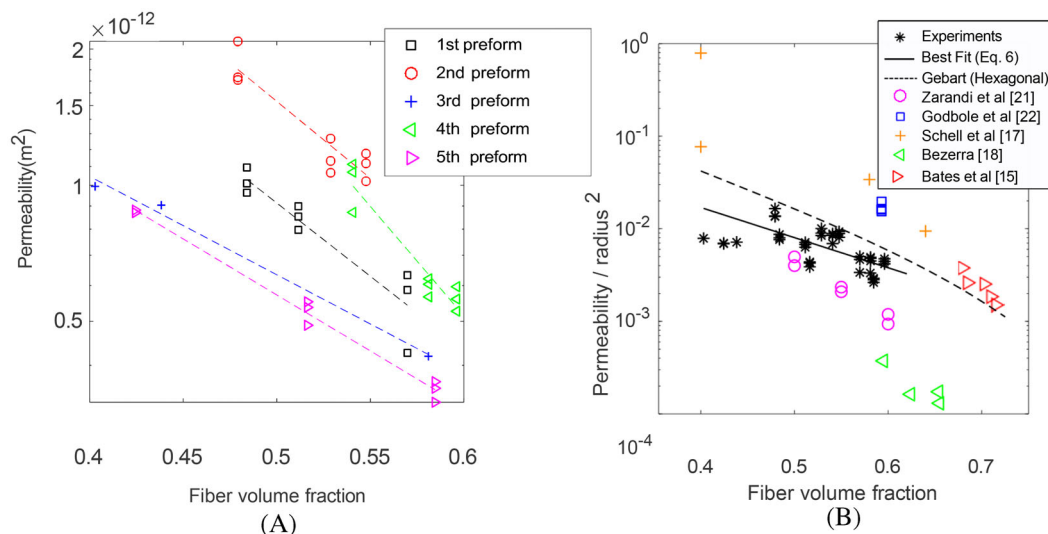 ×10⁻¹²
2
1.5
1
0.5
Permeability(m²)
0.4 0.45 0.5 0.55 0.6
Fiber volume fraction
(A)
1st preform
2nd preform
3rd preform
4th preform
5th preform
10⁰
10⁻¹
10⁻²
10⁻³
10⁻⁴
Permeability / radius ²
0.4 0.5 0.6 0.7
Fiber volume fraction
(B)
Experiments
Best Fit (Eq. 6)
Gebart (Hexagonal)
Zarandi et al [21]
Godbole et al [22]
Schell et al [17]
Bezerra [18]
Bates et al [15]